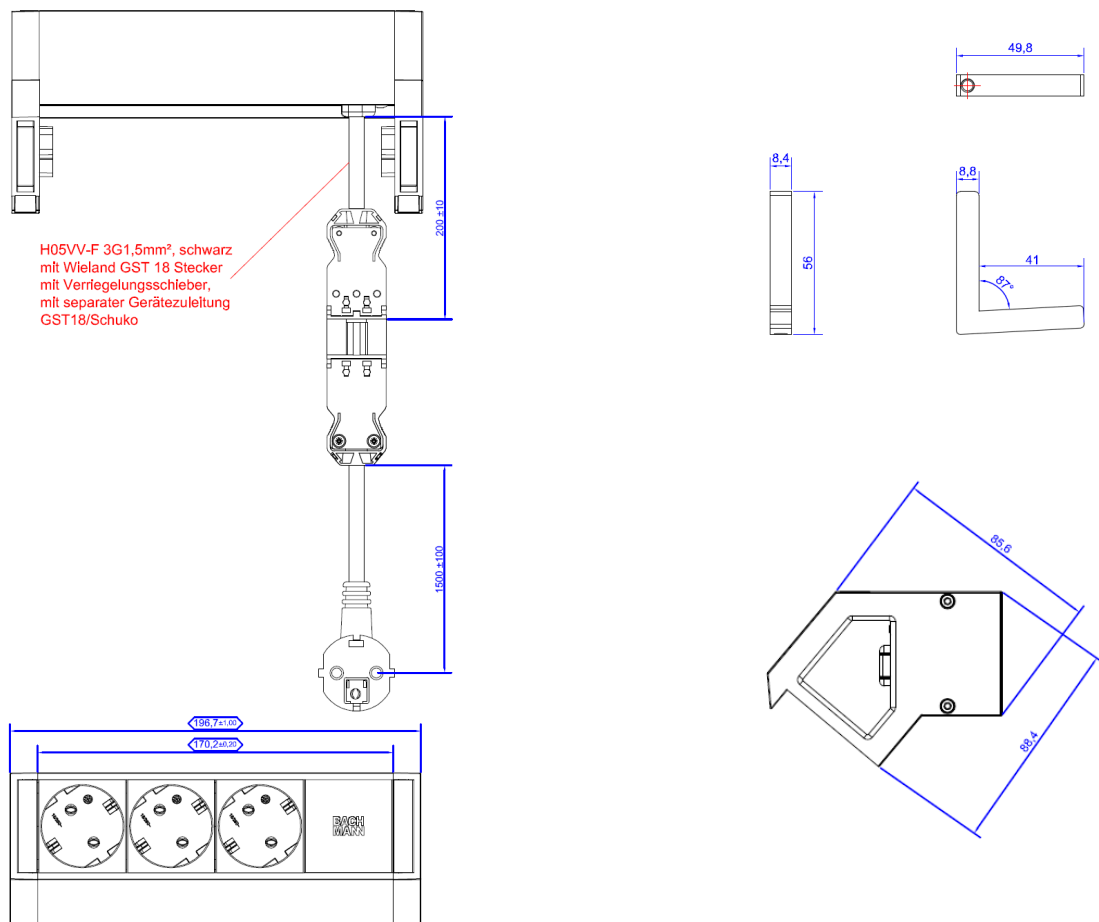 49,8
8,4
8,8
200 ±10
H05VV-F 3G1,5mm², schwarz
mit Wieland GST 18 Stecker
mit Verriegelungsschieber,
mit separater Gerätezuleitung
GST18/Schuko
56
41
87°
1500 ±100
85,6
88,4
196,7±1,00
170,2±0,20
BACH
MANN